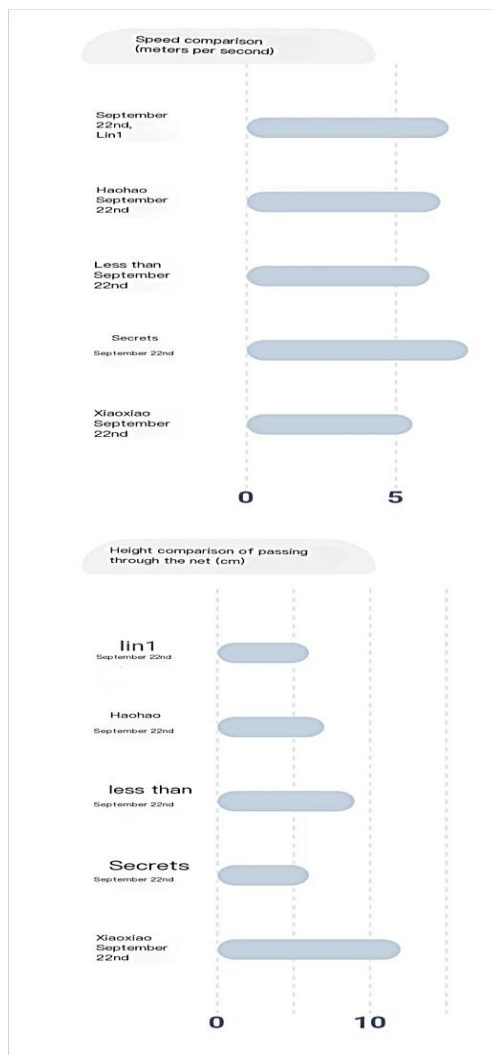 Speed comparison
(meters per second)
September
22nd,
Lin1
Haohao
September
22nd
Less than
September
22nd
Secrets
September 22nd
Xiaoxiao
September
22nd
0 5
Height comparison of passing
through the net (cm)
lin1
September 22nd
Haohao
September 22nd
less than
September 22nd
Secrets
September 22nd
Xiaoxiao
September
22nd
0 10